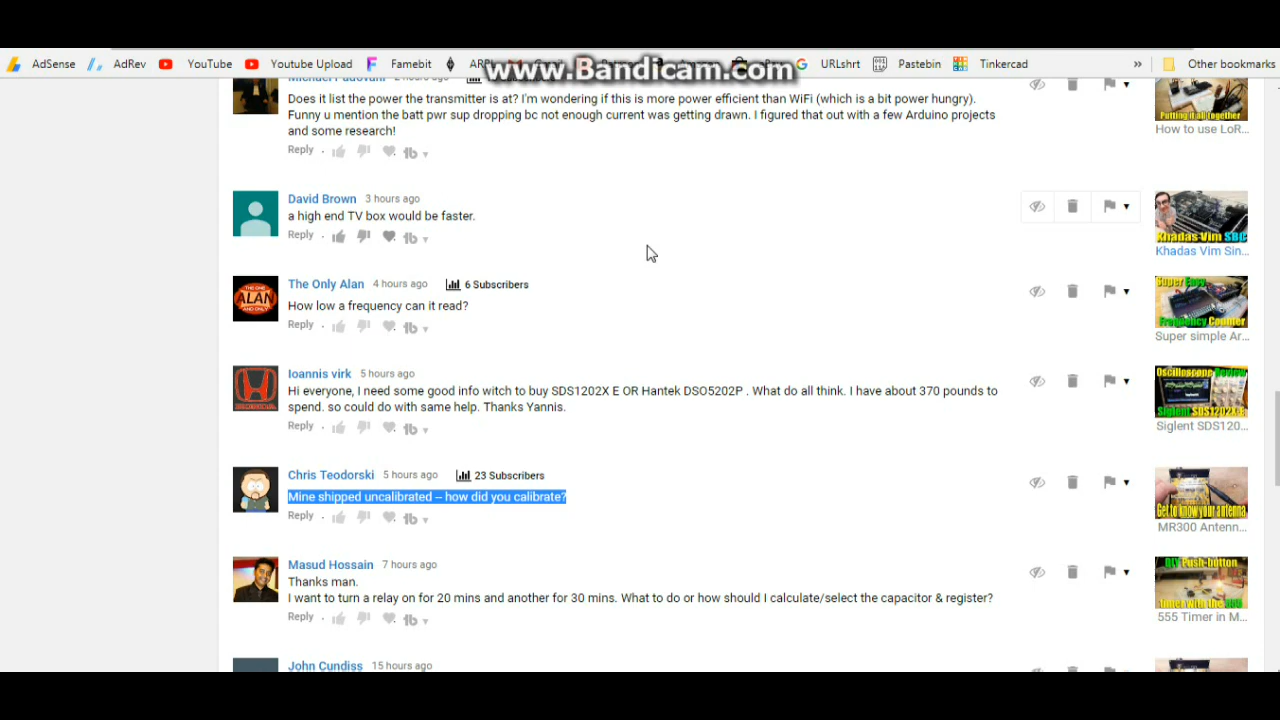 www.Bandicam.com
AdSense AdRev YouTube YouTube Upload Famebit URLshrt Pastebin Tinkercad » Other bookmarks
Does it list the power the transmitter is at? I'm wondering if this is more power efficient than WiFi (which is a bit power hungry).
Funny u mention the batt pwr sup dropping bc not enough current was getting drawn. I figured that out with a few Arduino projects
and some research!
Reply
Putting it all together
How to use LoR...
David Brown 3 hours ago
a high end TV box would be faster.
Reply
Khadas Vim SBC
Khadas Vim Sin...
The Only Alan 4 hours ago 6 Subscribers
How low a frequency can it read?
Reply
THE ONE
ALAN
AND ONLY
Super Easy
Frequency Counter
Super simple Ar...
Ioannis virk 5 hours ago
Hi everyone, I need some good info witch to buy SDS1202X E OR Hantek DSO5202P . What do all think. I have about 370 pounds to
spend. so could do with same help. Thanks Yannis.
Reply
Oscilloscope Review
Siglent SDS1202X-E
Siglent SDS120...
Chris Teodorski 5 hours ago 23 Subscribers
Mine shipped uncalibrated – how did you calibrate?
Reply
Get to know your antenna
MR300 Antenn...
Masud Hossain 7 hours ago
Thanks man.
I want to turn a relay on for 20 mins and another for 30 mins. What to do or how should I calculate/select the capacitor & register?
Reply
DIY Push-button
timer with the 555
555 Timer in M...
John Cundiss 15 hours ago